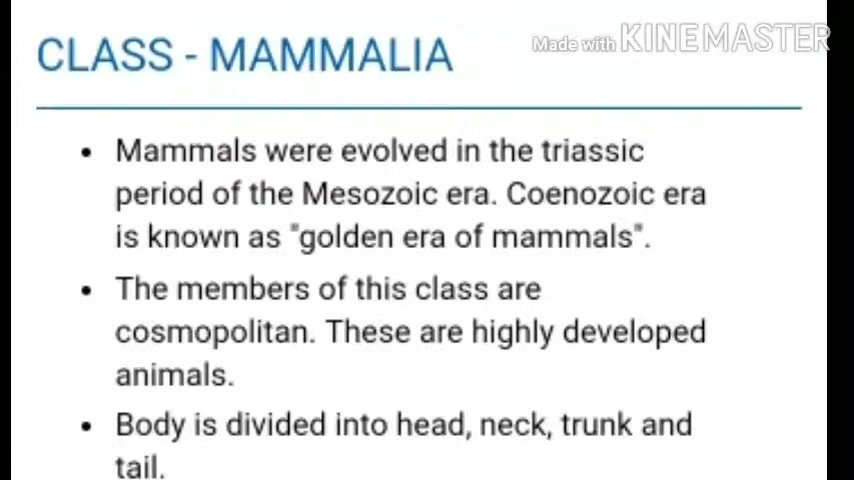 CLASS - MAMMALIA
Made with KINEMASTER
Mammals were evolved in the triassic
period of the Mesozoic era. Coenozoic era
is known as "golden era of mammals".
The members of this class are
cosmopolitan. These are highly developed
animals.
Body is divided into head, neck, trunk and
tail.